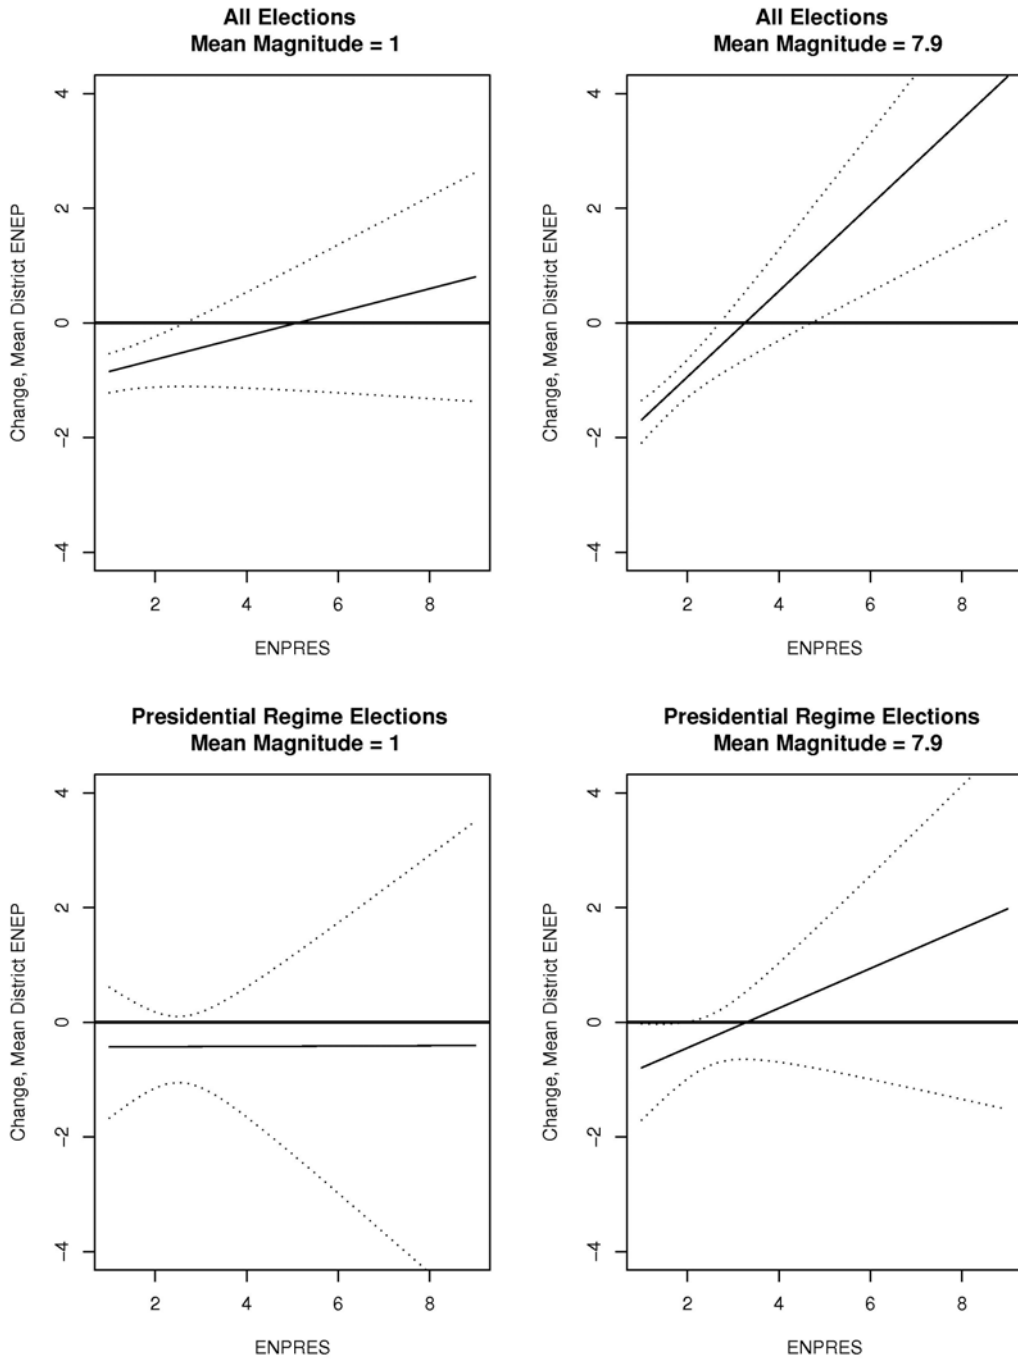 All Elections
Mean Magnitude = 1
Change, Mean District ENEP
4
2
0
−2
−4
2 4 6 8
ENPRES
All Elections
Mean Magnitude = 7.9
Change, Mean District ENEP
4
2
0
−2
−4
2 4 6 8
ENPRES
Presidential Regime Elections
Mean Magnitude = 1
Change, Mean District ENEP
4
2
0
−2
−4
2 4 6 8
ENPRES
Presidential Regime Elections
Mean Magnitude = 7.9
Change, Mean District ENEP
4
2
0
−2
−4
2 4 6 8
ENPRES